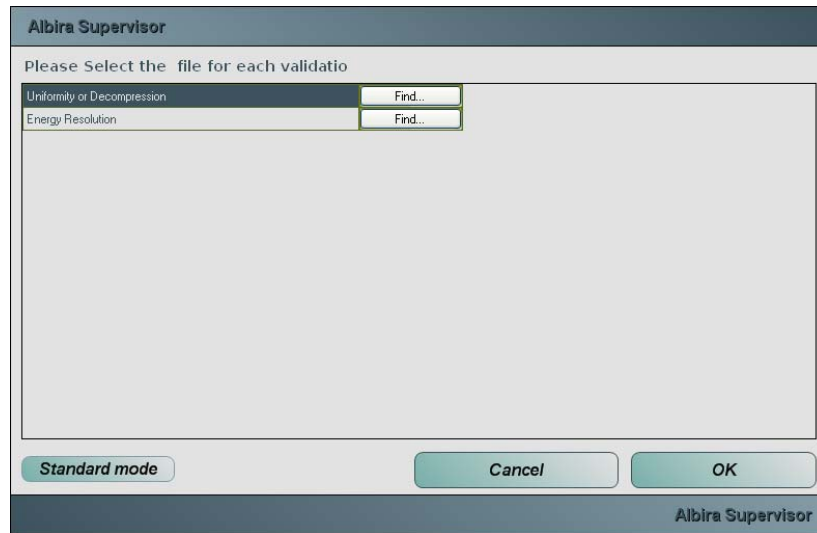 Albira Supervisor
Please Select the file for each validatio
Uniformity or Decompression Find...
Energy Resolution Find...
Standard mode Cancel OK
Albira Supervisor